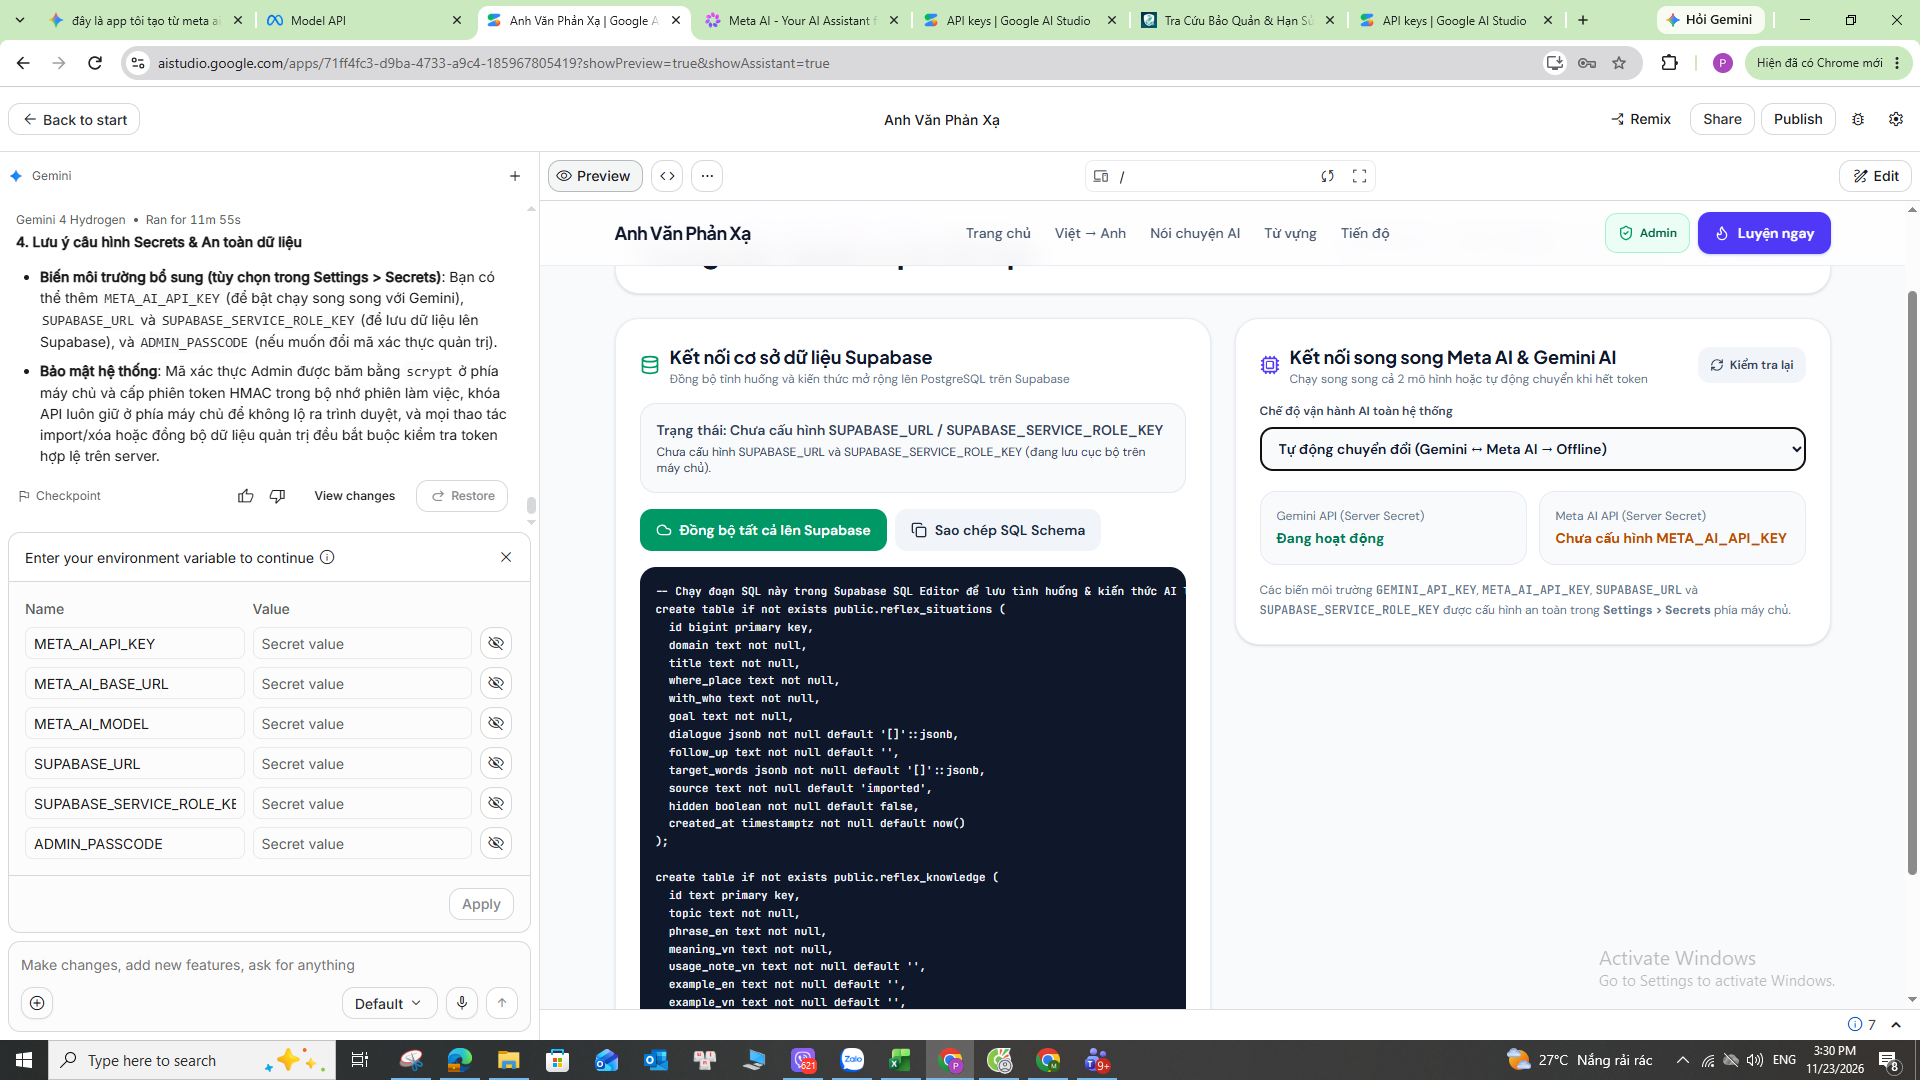 đây là app tôi tạo từ meta ai
Model API
Anh Văn Phản Xạ | Google A
Meta AI - Your AI Assistant f
API keys | Google AI Studio
Tra Cứu Bảo Quản & Hạn Sử
API keys | Google AI Studio
Hỏi Gemini
aistudio.google.com/apps/71ff4fc3-d9ba-4733-a9c4-185967805419?showPreview=true&showAssistant=true
P
Hiện đã có Chrome mới
Back to start
Anh Văn Phản Xạ
Remix
Share
Publish
Gemini
Preview
/
Edit
Gemini 4 Hydrogen • Ran for 11m 55s
4. Lưu ý cấu hình Secrets & An toàn dữ liệu
• Biến môi trường bổ sung (tùy chọn trong Settings > Secrets): Bạn có
thể thêm META_AI_API_KEY (để bật chạy song song với Gemini),
SUPABASE_URL và SUPABASE_SERVICE_ROLE_KEY (để lưu dữ liệu lên
Supabase), và ADMIN_PASSCODE (nếu muốn đổi mã xác thực quản trị).
• Bảo mật hệ thống: Mã xác thực Admin được băm bằng scrypt ở phía
máy chủ và cấp phiên token HMAC trong bộ nhớ phiên làm việc, khóa
API luôn giữ ở phía máy chủ để không lộ ra trình duyệt, và mọi thao tác
import/xóa hoặc đồng bộ dữ liệu quản trị đều bắt buộc kiểm tra token
hợp lệ trên server.
Checkpoint
View changes
Restore
Enter your environment variable to continue
Name
Value
META_AI_API_KEY
Secret value
META_AI_BASE_URL
Secret value
META_AI_MODEL
Secret value
SUPABASE_URL
Secret value
SUPABASE_SERVICE_ROLE_KE
Secret value
ADMIN_PASSCODE
Secret value
Apply
Make changes, add new features, ask for anything
Default
Anh Văn Phản Xạ
Trang chủ
Việt → Anh
Nói chuyện AI
Từ vựng
Tiến độ
Admin
Luyện ngay
Kết nối cơ sở dữ liệu Supabase
Đồng bộ tình huống và kiến thức mở rộng lên PostgreSQL trên Supabase
Trạng thái: Chưa cấu hình SUPABASE_URL / SUPABASE_SERVICE_ROLE_KEY
Chưa cấu hình SUPABASE_URL và SUPABASE_SERVICE_ROLE_KEY (đang lưu cục bộ trên
máy chủ).
Đồng bộ tất cả lên Supabase
Sao chép SQL Schema
-- Chạy đoạn SQL này trong Supabase SQL Editor để lưu tình huống & kiến thức AI
create table if not exists public.reflex_situations (
id bigint primary key,
domain text not null,
title text not null,
where_place text not null,
with_who text not null,
goal text not null,
dialogue jsonb not null default '[]'::jsonb,
follow_up text not null default '',
target_words jsonb not null default '[]'::jsonb,
source text not null default 'imported',
hidden boolean not null default false,
created_at timestamptz not null default now()
);
create table if not exists public.reflex_knowledge (
id text primary key,
topic text not null,
phrase_en text not null,
meaning_vn text not null,
usage_note_vn text not null default '',
example_en text not null default '',
example_vn text not null default '',
Kết nối song song Meta AI & Gemini AI
Chạy song song cả 2 mô hình hoặc tự động chuyển khi hết token
Kiểm tra lại
Chế độ vận hành AI toàn hệ thống
Tự động chuyển đổi (Gemini ↔ Meta AI → Offline)
Gemini API (Server Secret)
Đang hoạt động
Meta AI API (Server Secret)
Chưa cấu hình META_AI_API_KEY
Các biến môi trường GEMINI_API_KEY, META_AI_API_KEY, SUPABASE_URL và
SUPABASE_SERVICE_ROLE_KEY được cấu hình an toàn trong Settings > Secrets phía máy chủ.
Activate Windows
Go to Settings to activate Windows.
7
Type here to search
621
Zalo
9+
27°C Nắng rải rác
ENG
3:30 PM
11/23/2026
8